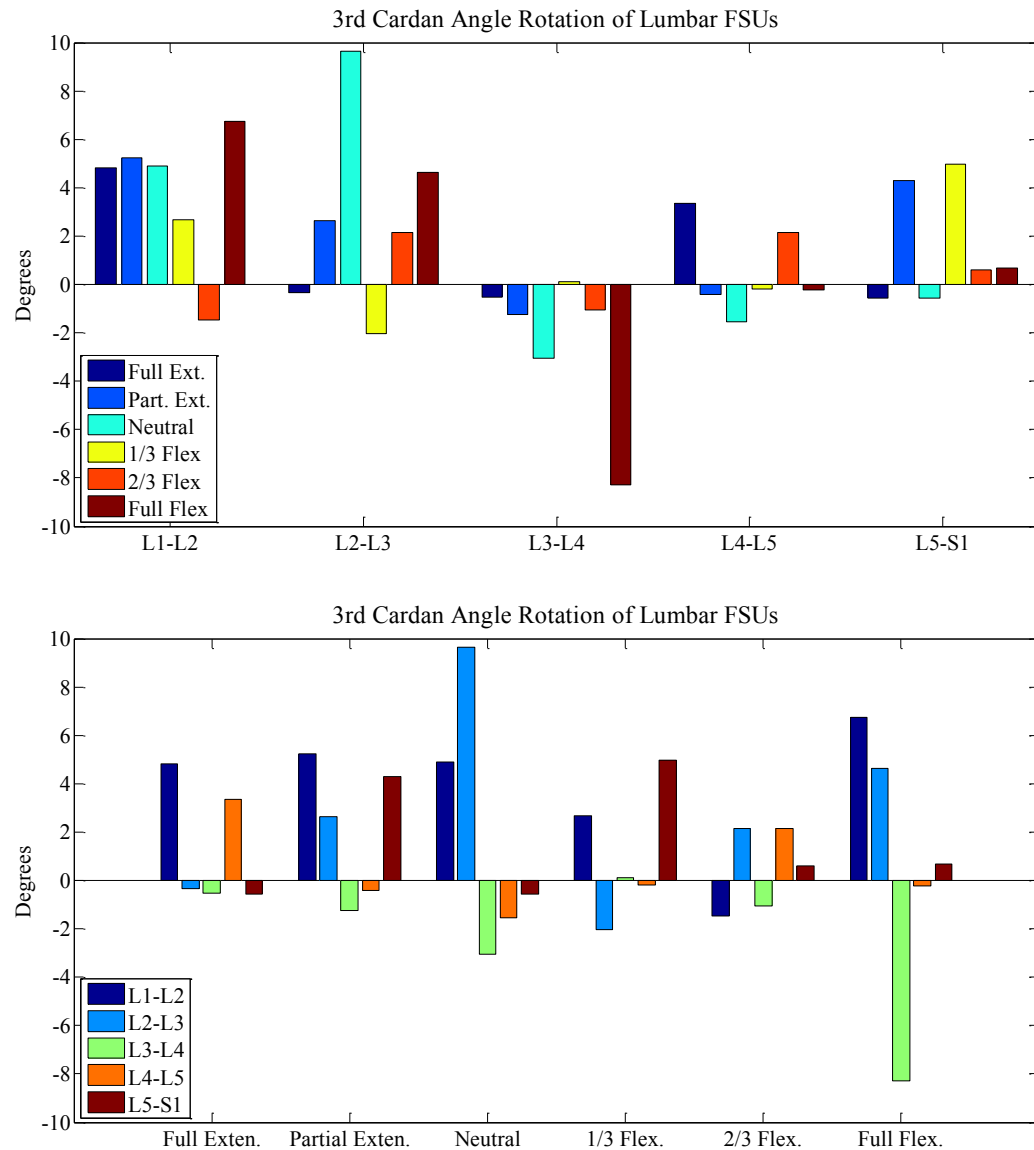 3rd Cardan Angle Rotation of Lumbar FSUs
10
8
6
4
2
0
-2
-4
-6
-8
-10
Degrees
Full Ext.
Part. Ext.
Neutral
1/3 Flex
2/3 Flex
Full Flex
L1-L2 L2-L3 L3-L4 L4-L5 L5-S1
3rd Cardan Angle Rotation of Lumbar FSUs
10
8
6
4
2
0
-2
-4
-6
-8
-10
Degrees
L1-L2
L2-L3
L3-L4
L4-L5
L5-S1
Full Exten. Partial Exten. Neutral 1/3 Flex. 2/3 Flex. Full Flex.